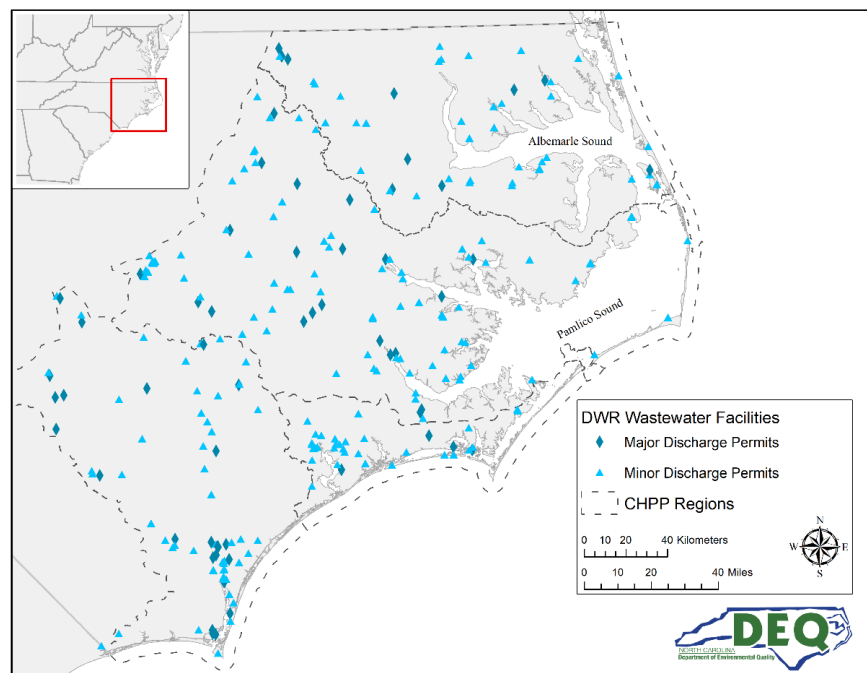 Albemarle Sound
Pamlico Sound
DWR Wastewater Facilities
Major Discharge Permits
Minor Discharge Permits
CHPP Regions
N
W E
S
0 10 20 40 Kilometers
0 10 20 40 Miles
DEQ
NORTH CAROLINA
Department of Environmental Quality